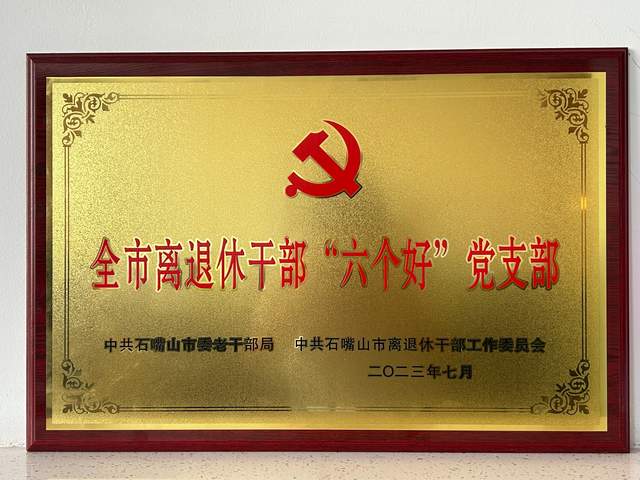 全市离退休干部“六个好”党支部
中共石嘴山市委老干部局 中共石嘴山市离退休干部工作委员会
二〇二三年七月